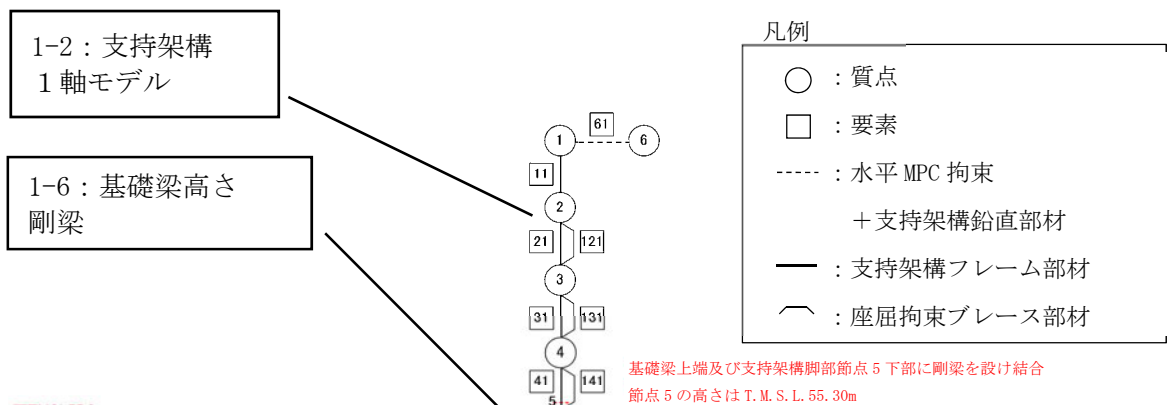 1-2：支持架構
１軸モデル
1-6：基礎梁高さ
剛梁
61
1
6
11
2
21
121
3
31
131
4
41
141
5
凡例
：質点
：要素
：水平 MPC 拘束
＋支持架構鉛直部材
：支持架構フレーム部材
：座屈拘束ブレース部材
基礎梁上端及び支持架構脚部節点 5 下部に剛梁を設け結合
節点 5 の高さは T.M.S.L.55.30m